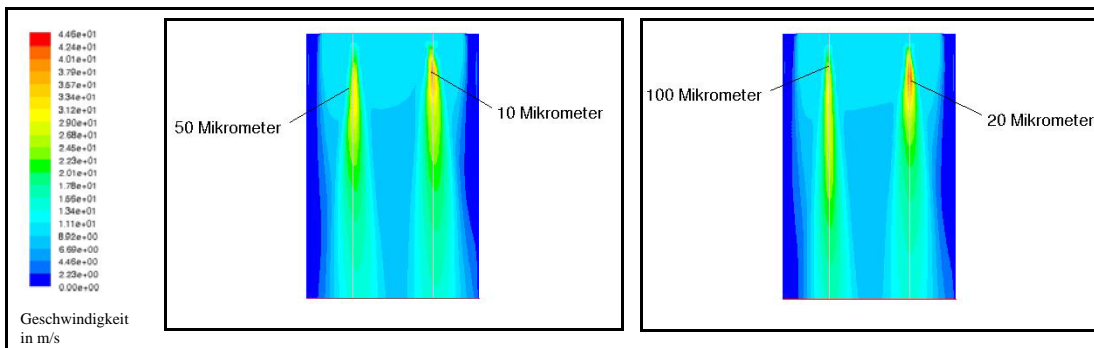 4.46e+01
4.24e+01
4.01e+01
3.79e+01
3.57e+01
3.34e+01
3.12e+01
2.90e+01
2.68e+01
2.45e+01
2.23e+01
2.01e+01
1.78e+01
1.56e+01
1.34e+01
1.11e+01
8.92e+00
6.69e+00
4.46e+00
2.23e+00
0.00e+00
Geschwindigkeit
in m/s
50 Mikrometer
10 Mikrometer
100 Mikrometer
20 Mikrometer